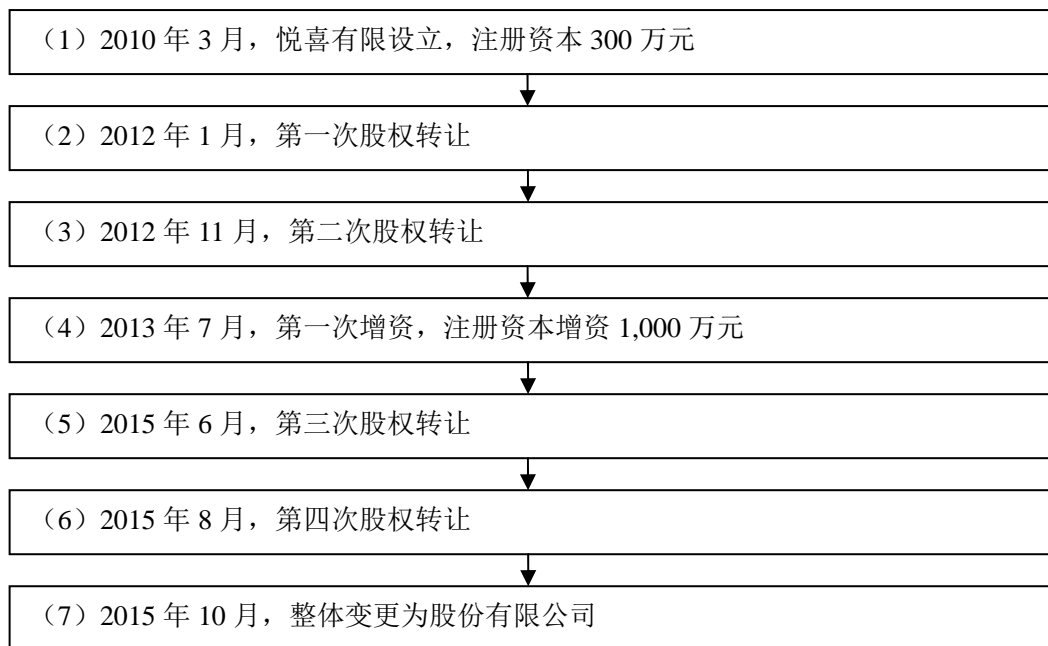 （1）2010 年 3 月，悦喜有限设立，注册资本 300 万元
（2）2012 年 1 月，第一次股权转让
（3）2012 年 11 月，第二次股权转让
（4）2013 年 7 月，第一次增资，注册资本增资 1,000 万元
（5）2015 年 6 月，第三次股权转让
（6）2015 年 8 月，第四次股权转让
（7）2015 年 10 月，整体变更为股份有限公司